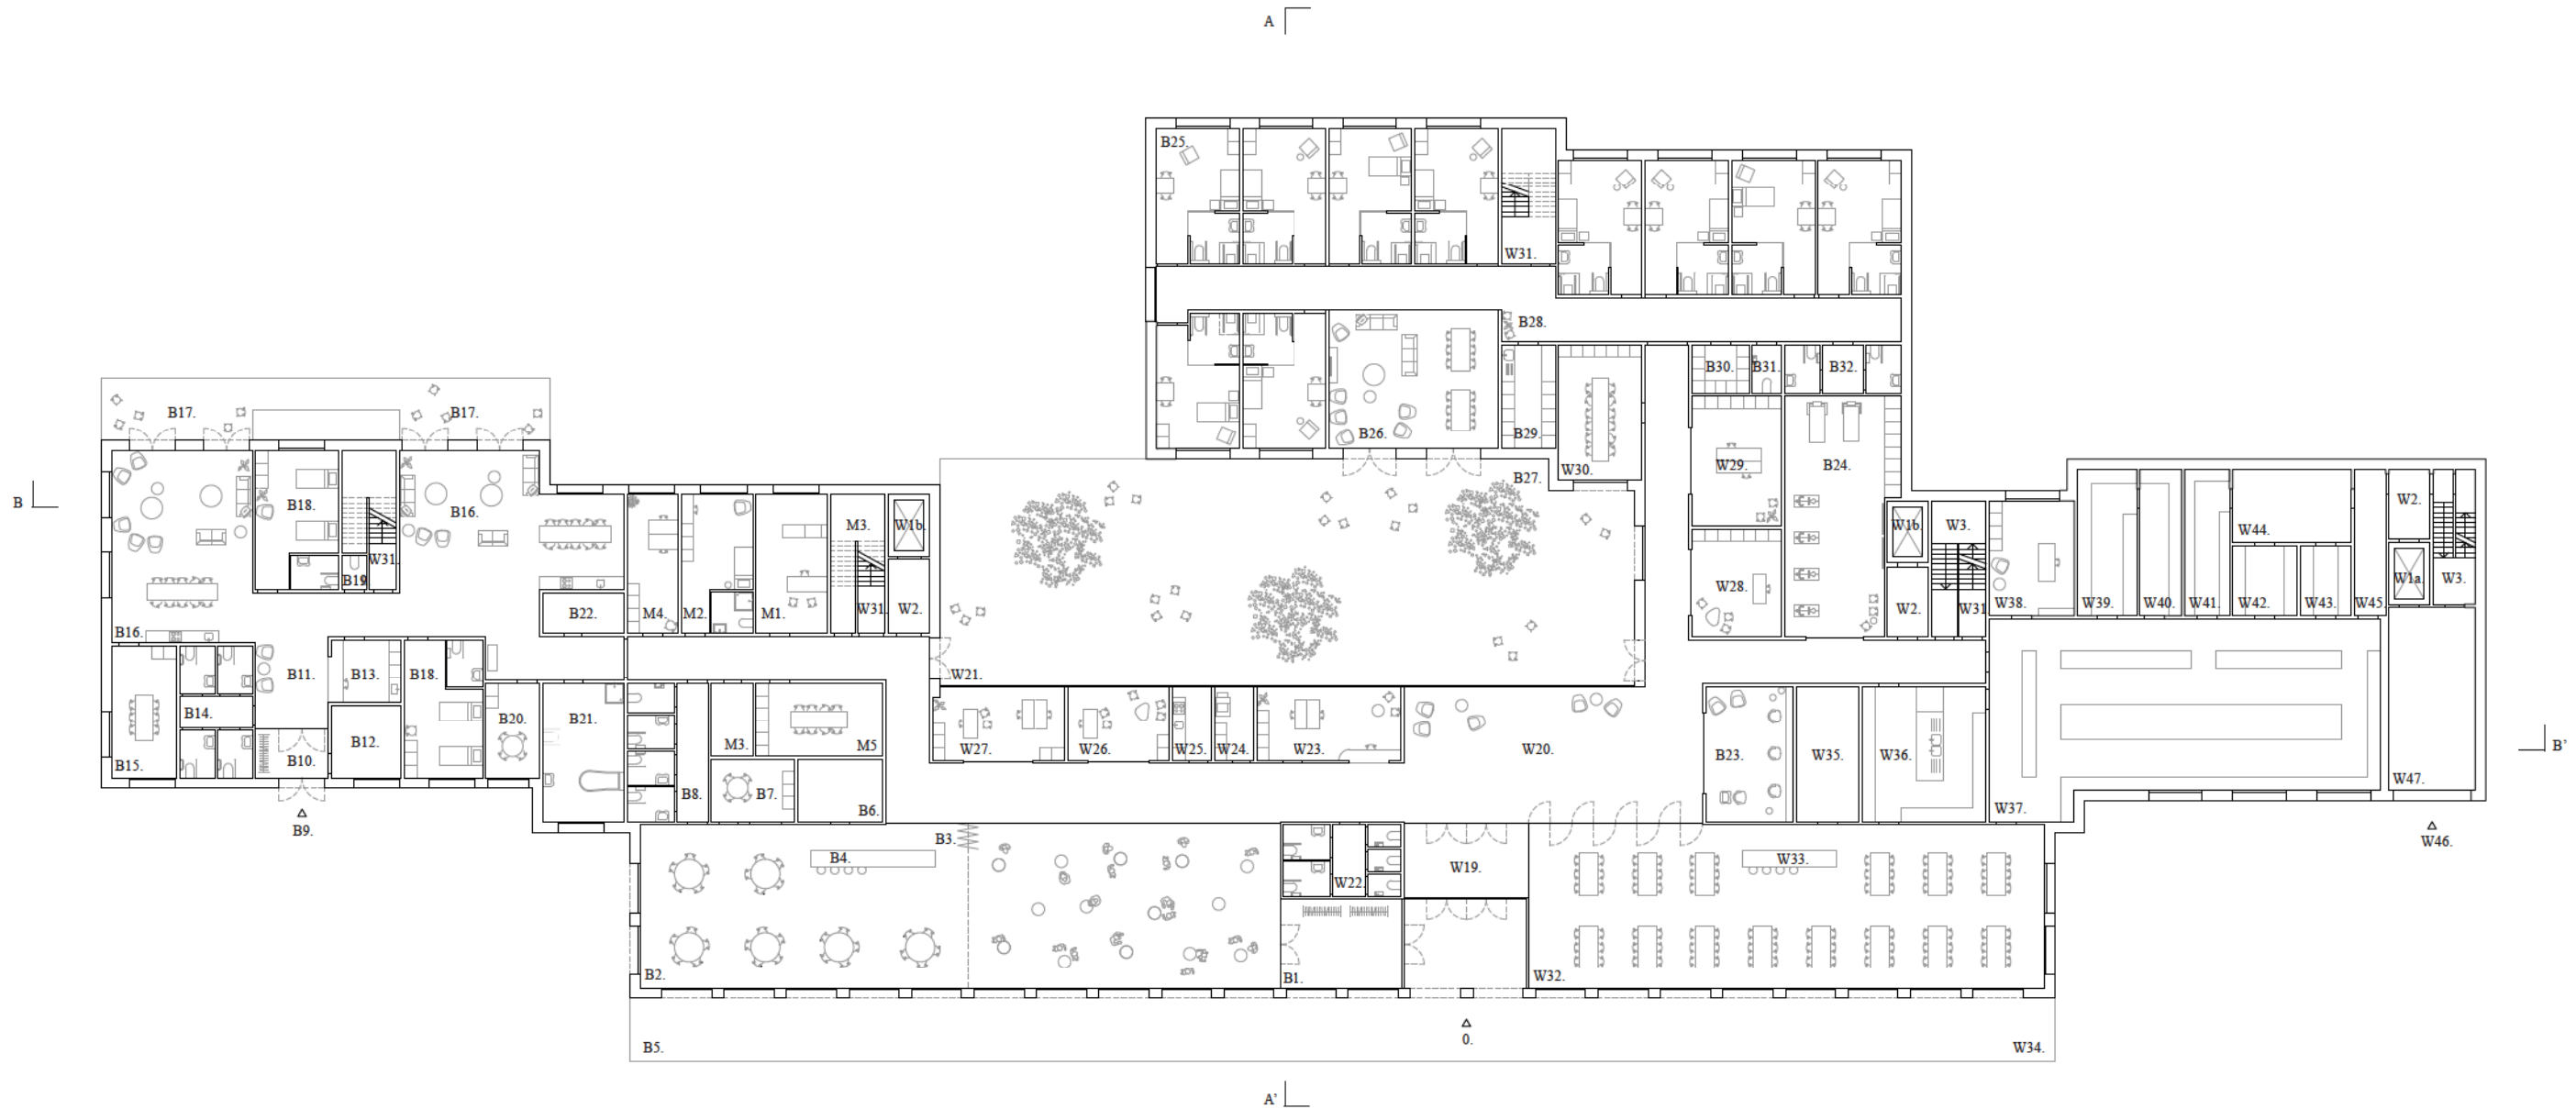 A
B25.
W31.
B28.
B30.
B31.
B32.
B17.
B17.
B26.
B29.
W30.
W29.
B24.
B27.
B
B'
B18.
B16.
W31.
B19
B16.
B22.
M4.
M2.
M1.
M3.
W1b.
W31.
W2.
W28.
W1b.
W3.
W2.
W31
W38.
W39.
W40.
W41.
W44.
W42.
W43.
W45.
W2.
W1a.
W3.
B11.
B13.
B18.
B14.
B15.
B10.
B12.
B20.
B21.
B8.
M3.
M5
B7.
B6.
W21.
W27.
W26.
W25.
W24.
W23.
W20.
B23.
W35.
W36.
W37.
W47.
B9.
W46.
B3.
B4.
W22.
W19.
W33.
B2.
B1.
W32.
B5.
0.
W34.
A'